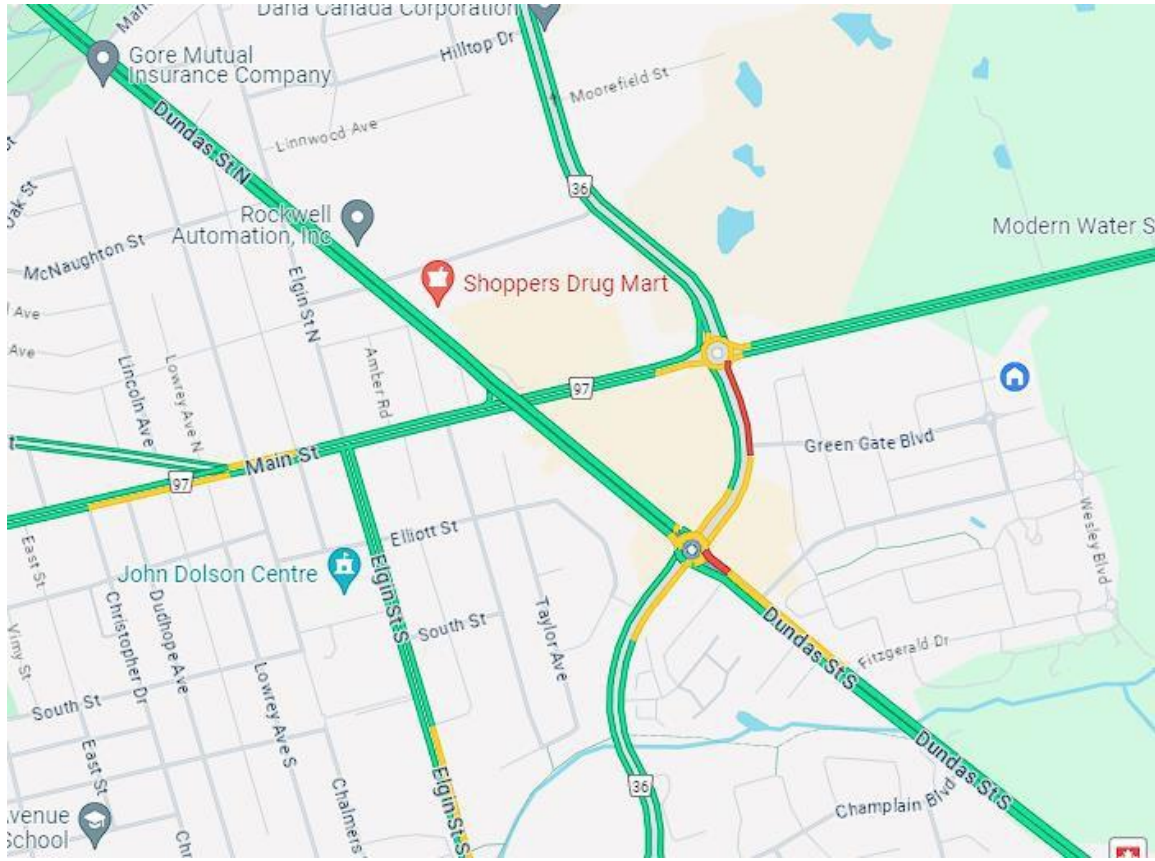 Dana Canada Corporation
Hilltop Dr
Gore Mutual
Insurance Company
Moorefield St
Dundas St N
Linnwood Ave
36
Oak St
Rockwell
Automation, Inc
Modern Water S
McNaughton St
Elgin St N
Shoppers Drug Mart
Ave
Ave
Lincoln Ave
Lowrey Ave N
Amber Rd
97
Green Gate Blvd
Main St
97
Wesley Blvd
Elliott St
East St
John Dolson Centre
Elgin St S
Christopher Dr
Dudhope Ave
Taylor Ave
South St
Dundas St S
Vimy St
Fitzgerald Dr
South St
Lowrey Ave S
East St
Dundas St S
Elgin St S
36
Chalmers
Champlain Blvd
Avenue
School
Chr